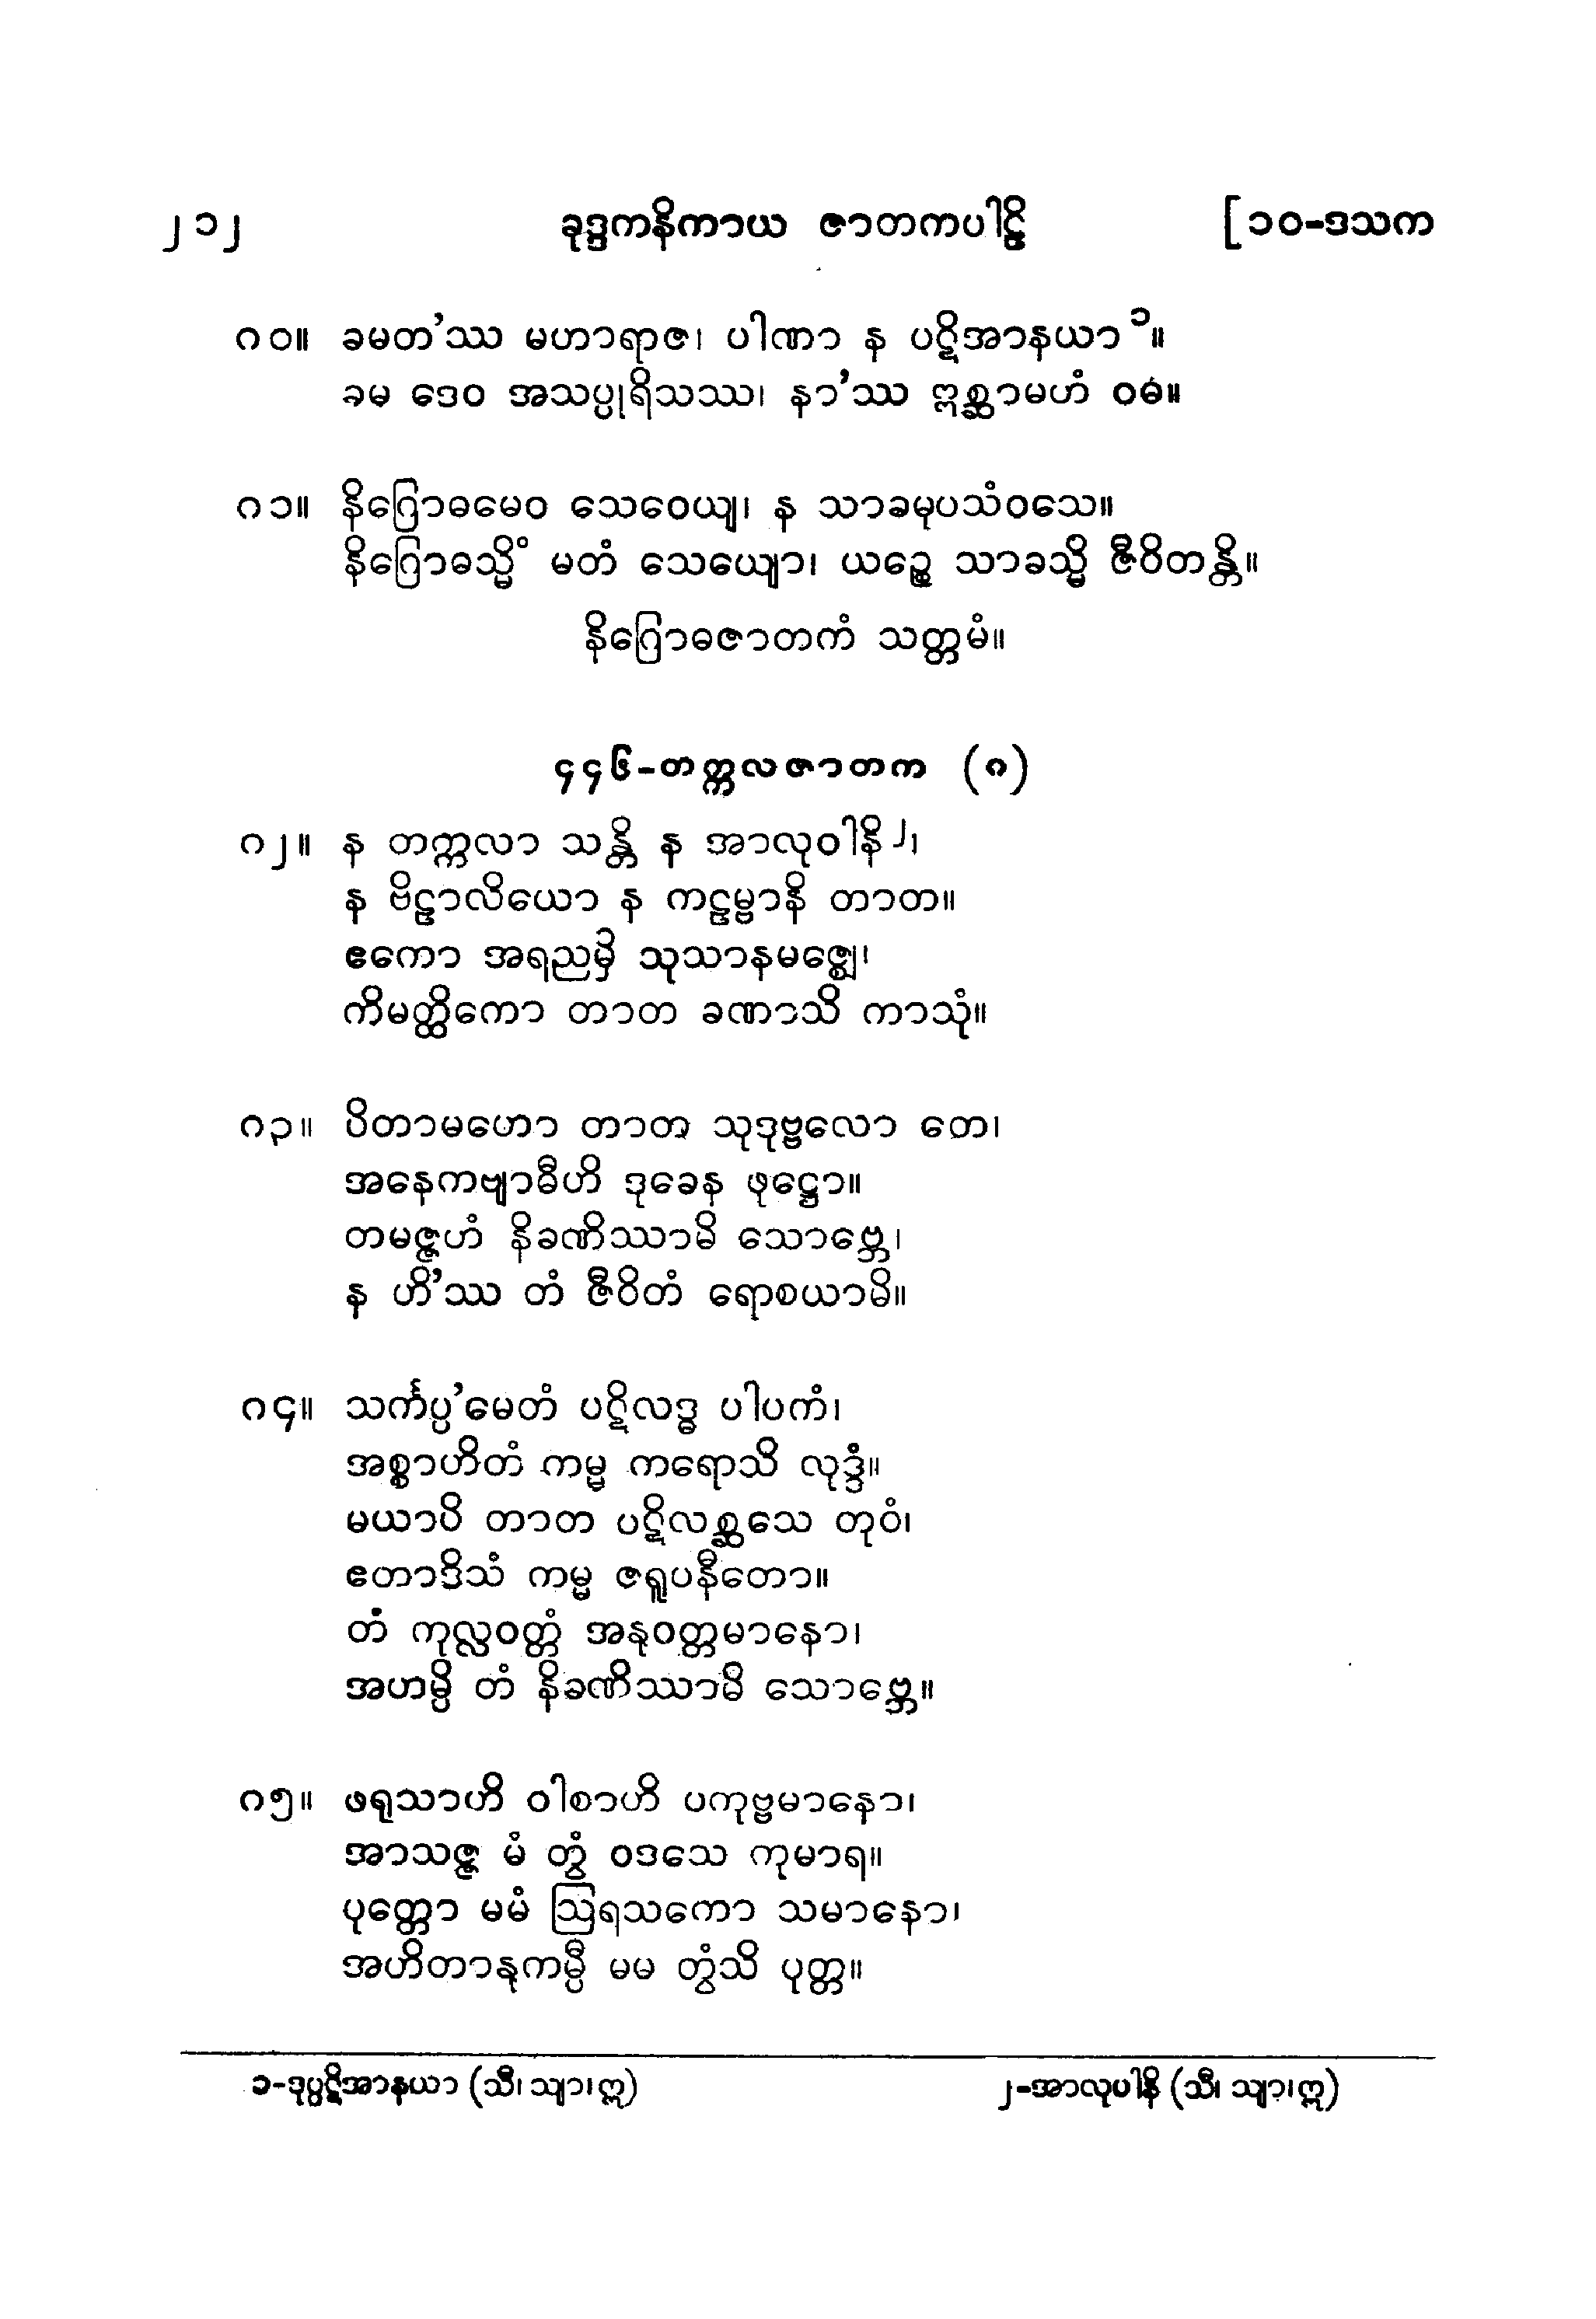 ၂၁၂ ခုဒ္ဒကနိကာယ ဇာတကပါဠိ [၁၀-ဒသက
၈၀။ ခမတ’ဿ မဟာရာဇ၊ ပါဏာ န ပဋိအာနယာ ၁။
ခမ ဒေဝ အသပ္ပုရိသဿ၊ နာ’ဿ ဣစ္ဆာမဟံ ဝဓံ။
၈၁။ နိဂြောဓမေဝ သေဝေယျ၊ န သာခမုပသံဝသေ။
နိဂြောဓသ္မိံ မတံ သေယျော၊ ယဉ္စေ သာခသ္မိ ဇီဝိတန္တိ။
နိဂြောဓဇာတကံ သတ္တမံ။
၄၄၆-တက္ကလဇာတက (၈)
၈၂။ န တက္ကလာ သန္တိ န အာလုဝါနိ ၂၊
န ဗိဠာလိယော န ကဠမ္ဗာနိ တာတ။
ဧကော အရညမှိ သုသာနမဇ္ဈေ၊
ကိမတ္ထိကော တာတ ခဏာသိ ကာသုံ။
၈၃။ ပိတာမဟော တာတ သုဒုဗ္ဗလော တေ၊
အနေကဗျာဓီဟိ ဒုခေန ဖုဋ္ဌော။
တမဇ္ဇဟံ နိခဏိဿာမိ သောဗ္ဘေ၊
န ဟိ’ဿ တံ ဇီဝိတံ ရောစယာမိ။
၈၄။ သင်္ကပ္ပ’မေတံ ပဋိလဒ္ဓ ပါပကံ၊
အစ္စာဟိတံ ကမ္မ ကရောသိ လုဒ္ဒံ။
မယာပိ တာတ ပဋိလစ္ဆသေ တုဝံ၊
ဧတာဒိသံ ကမ္မ ဇရူပနီတော။
တံ ကုလ္လဝတ္တံ အနုဝတ္တမာနော၊
အဟမ္ပိ တံ နိခဏိဿာမိ သောဗ္ဘေ။
၈၅။ ဖရုသာဟိ ဝါစာဟိ ပကုဗ္ဗမာနော၊
အာသဇ္ဇ မံ တွံ ဝဒသေ ကုမာရ။
ပုတ္တော မမံ ဩရသကော သမာနော၊
အဟိတာနုကမ္ပီ မမ တွံသိ ပုတ္တ။
၁-ဒုပ္ပဋိအာနယာ (သီ၊ သျာ၊ဣ) ၂-အာလုပါနိ (သီ၊ သျာ၊ဣ)